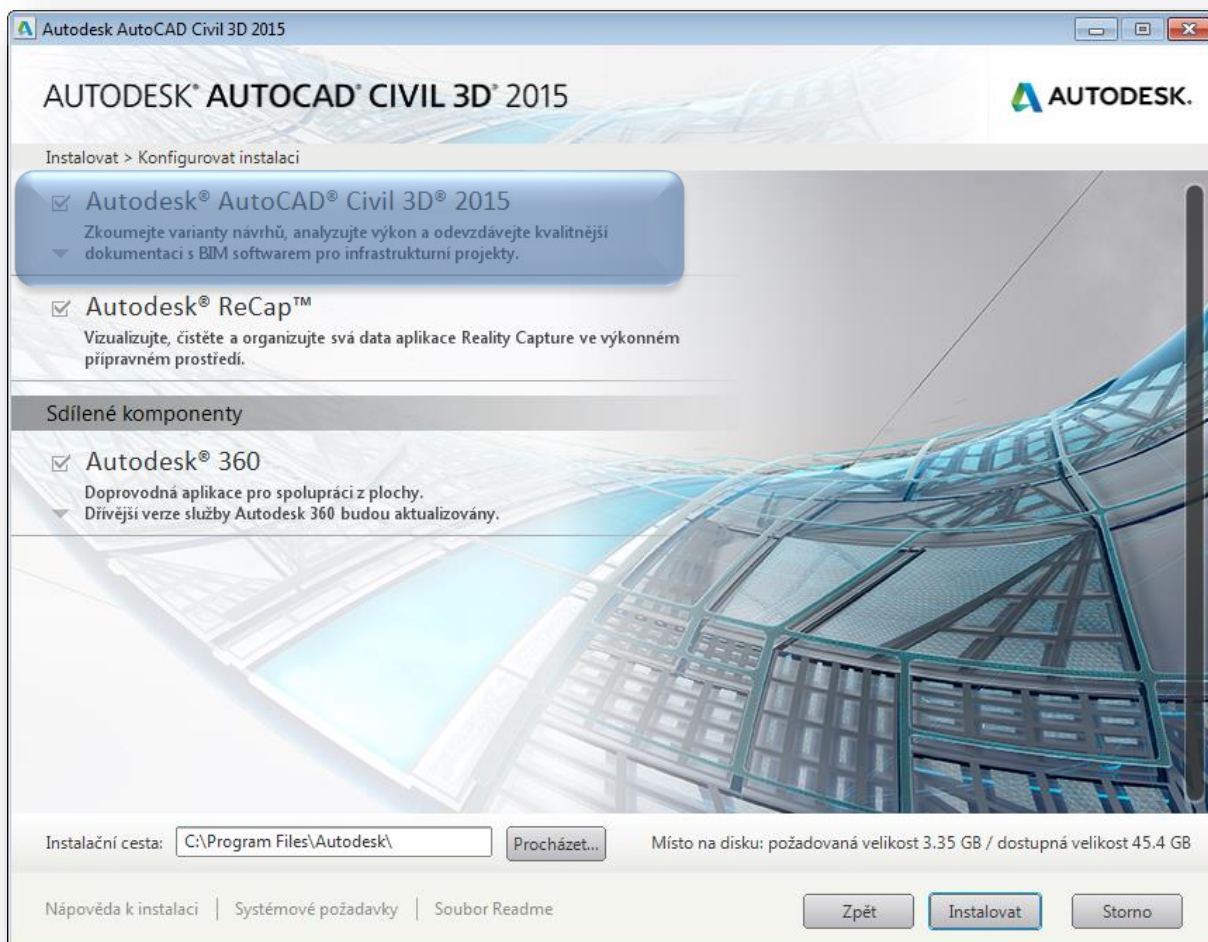 Autodesk AutoCAD Civil 3D 2015
AUTODESK® AUTOCAD® CIVIL 3D® 2015
AUTODESK.
Instalovat > Konfigurovat instalaci
Autodesk® AutoCAD® Civil 3D® 2015
Zkoumejte varianty návrhů, analyzujte výkon a odevzdávejte kvalitnější
dokumentaci s BIM softwarem pro infrastrukturní projekty.
Autodesk® ReCap™
Vizualizujte, čistěte a organizujte svá data aplikace Reality Capture ve výkonném
přípravném prostředí.
Sdílené komponenty
Autodesk® 360
Doprovodná aplikace pro spolupráci z plochy.
Dřívější verze služby Autodesk 360 budou aktualizovány.
Instalační cesta: C:\Program Files\Autodesk\ Procházet... Místo na disku: požadovaná velikost 3.35 GB / dostupná velikost 45.4 GB
Nápověda k instalaci | Systémové požadavky | Soubor Readme Zpět Instalovat Storno